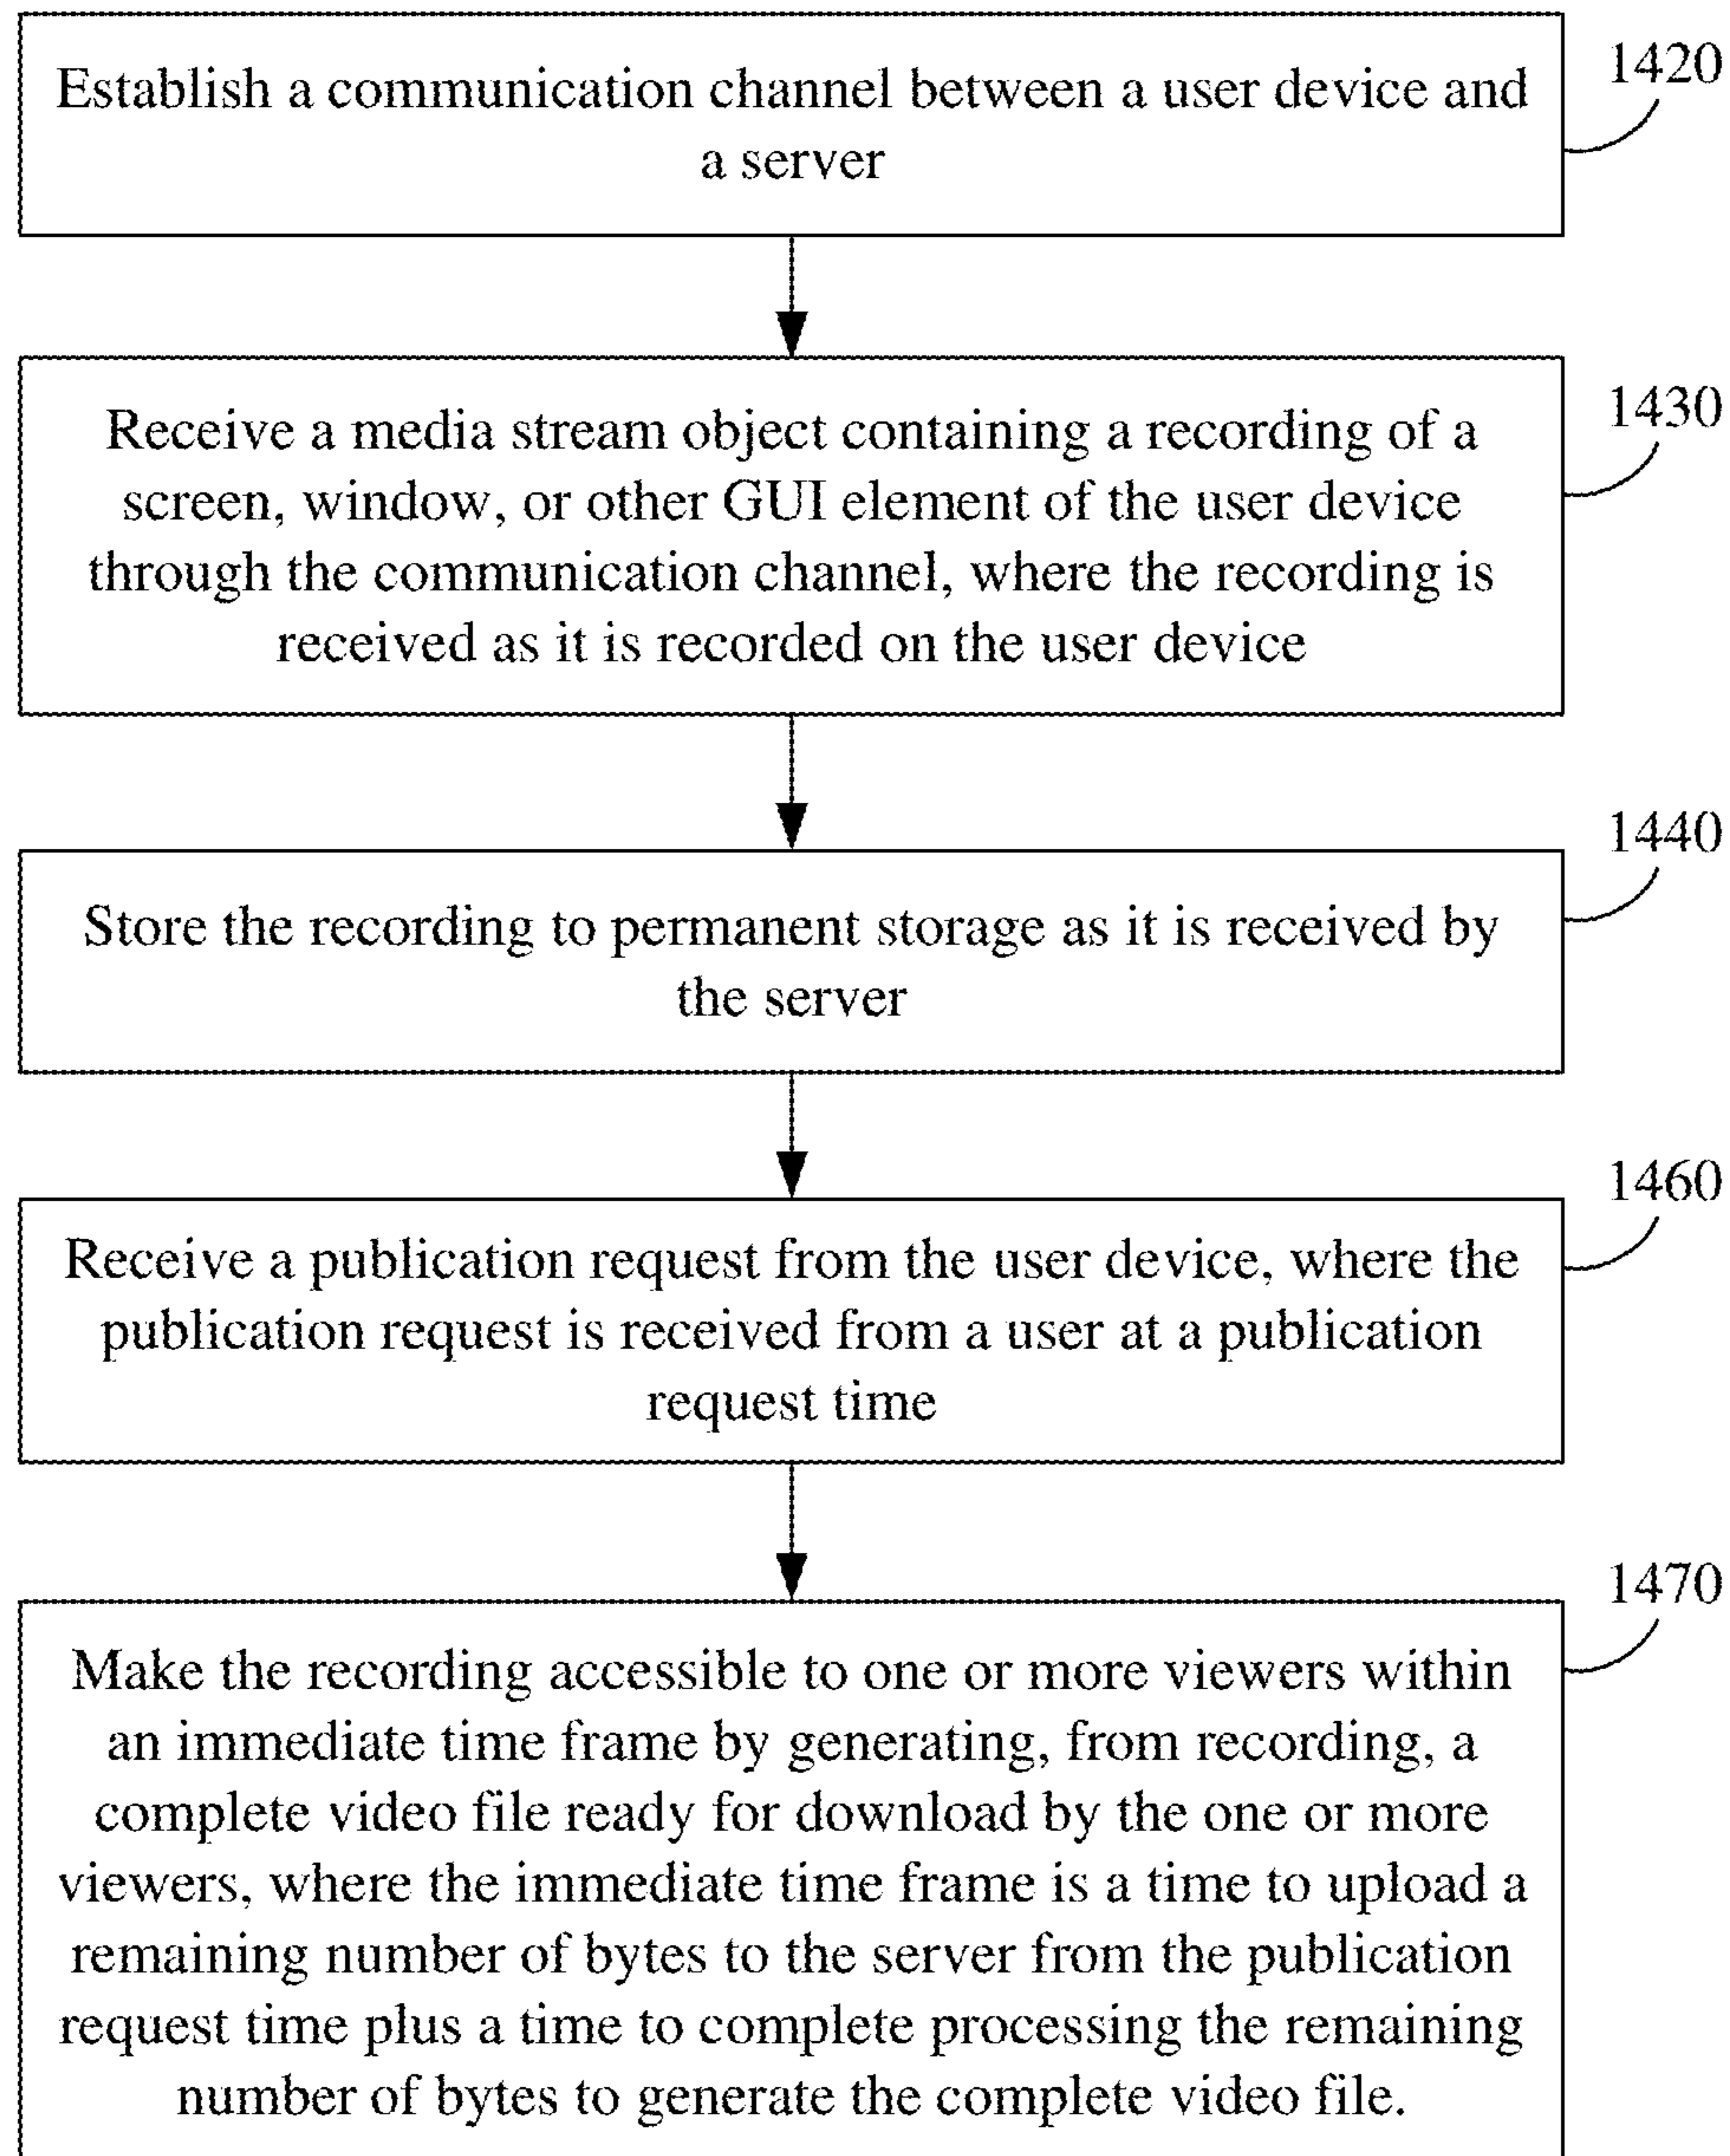 Establish a communication channel between a user device and
a server
1420
Receive a media stream object containing a recording of a
screen, window, or other GUI element of the user device
through the communication channel, where the recording is
received as it is recorded on the user device
1430
Store the recording to permanent storage as it is received by
the server
1440
Receive a publication request from the user device, where the
publication request is received from a user at a publication
request time
1460
Make the recording accessible to one or more viewers within
an immediate time frame by generating, from recording, a
complete video file ready for download by the one or more
viewers, where the immediate time frame is a time to upload a
remaining number of bytes to the server from the publication
request time plus a time to complete processing the remaining
number of bytes to generate the complete video file.
1470